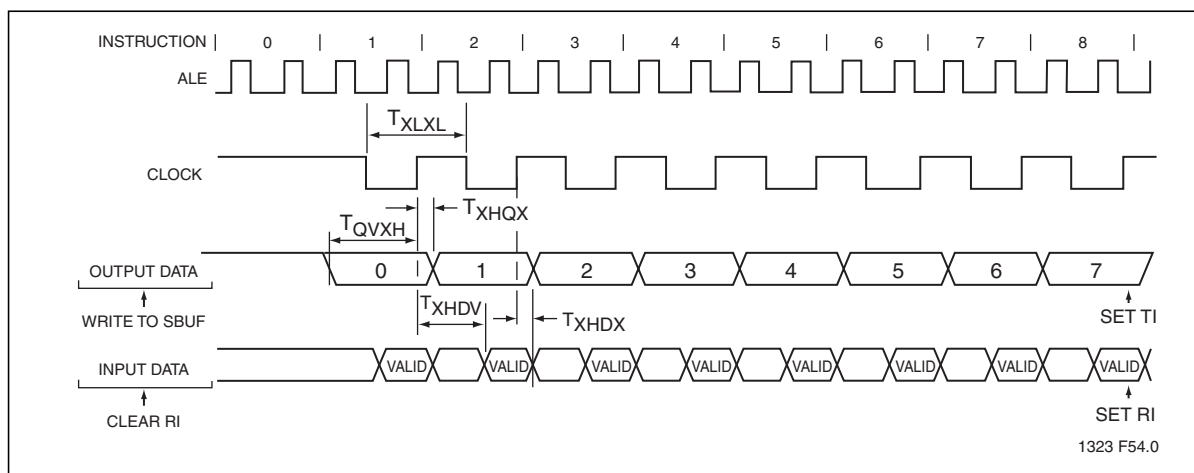 INSTRUCTION | 0 | 1 | 2 | 3 | 4 | 5 | 6 | 7 | 8 |
ALE
TXLXL
CLOCK
TXHQX
TQVXH
OUTPUT DATA 0 1 2 3 4 5 6 7
WRITE TO SBUF
TXHDV
TXHDX
SET TI
INPUT DATA VALID VALID VALID VALID VALID VALID VALID VALID
CLEAR RI
SET RI
1323 F54.0